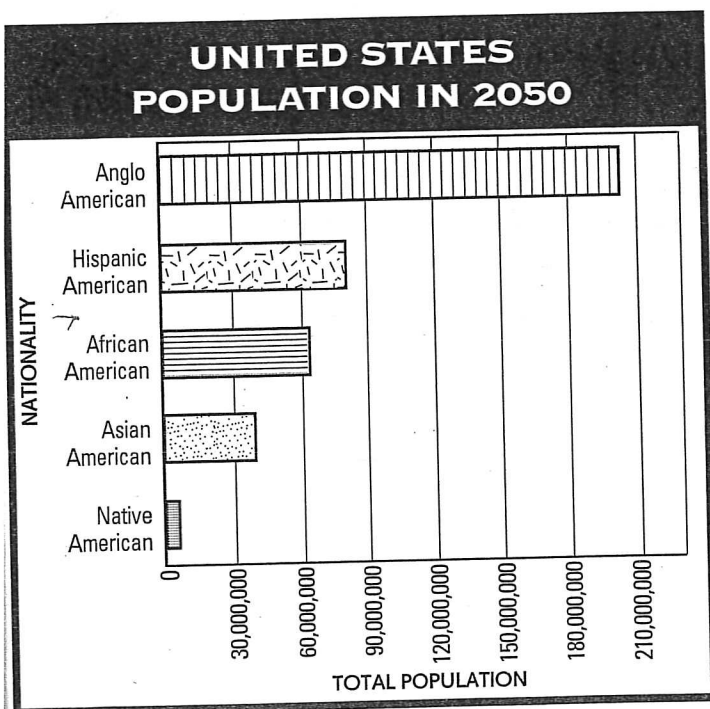 UNITED STATES
POPULATION IN 2050
NATIONALITY
Anglo
American
Hispanic
American
African
American
Asian
American
Native
American
0
30,000,000
60,000,000
90,000,000
120,000,000
150,000,000
180,000,000
210,000,000
TOTAL POPULATION